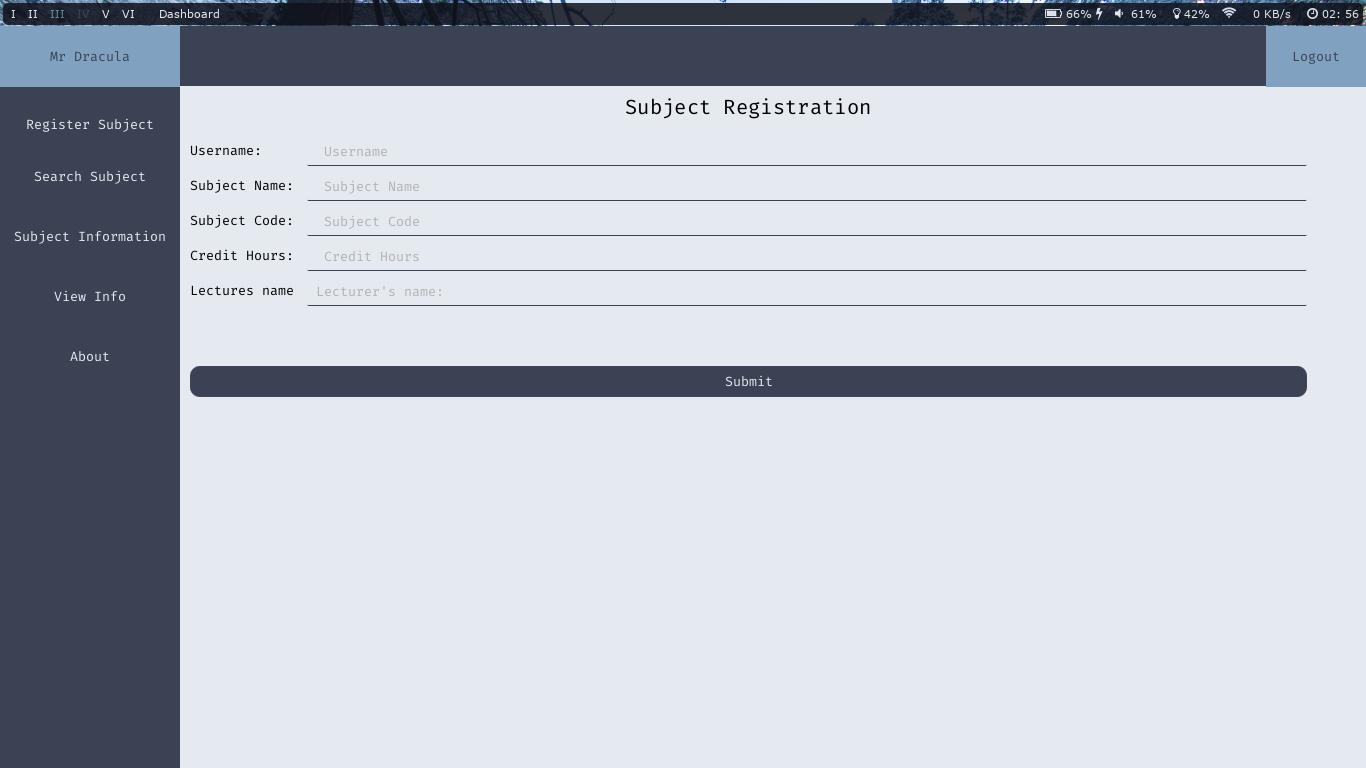 I II III IV V VI Dashboard 66% 61% 42% 0 KB/s 02: 56
Mr Dracula Logout
Register Subject
Search Subject
Subject Information
View Info
About
Subject Registration
Username: Username
Subject Name: Subject Name
Subject Code: Subject Code
Credit Hours: Credit Hours
Lectures name Lecturer's name:
Submit